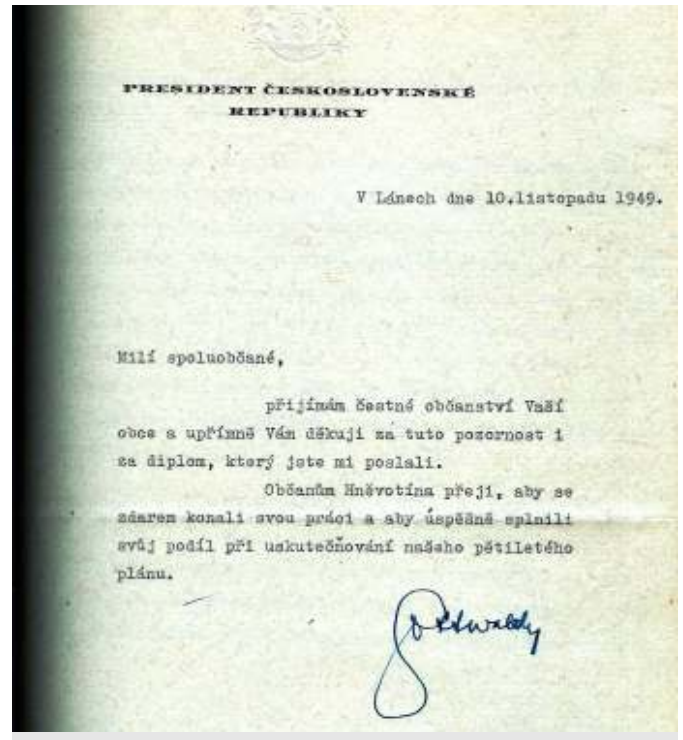 PRESIDENT ČESKOSLOVENSKÉ
REPUBLIKY
V Lánech dne 10.listopadu 1949.
Milí spoluobčané,
přijímám čestné občanství Vaší
obce a upřímně Vám děkuji za tuto pozornost i
za diplom, který jste mi poslali.
Občanům Hněvotína přeji, aby se
zdarem konali svou práci a aby úspěšně splnili
svůj podíl při uskutečňování našeho pětiletého
plánu.